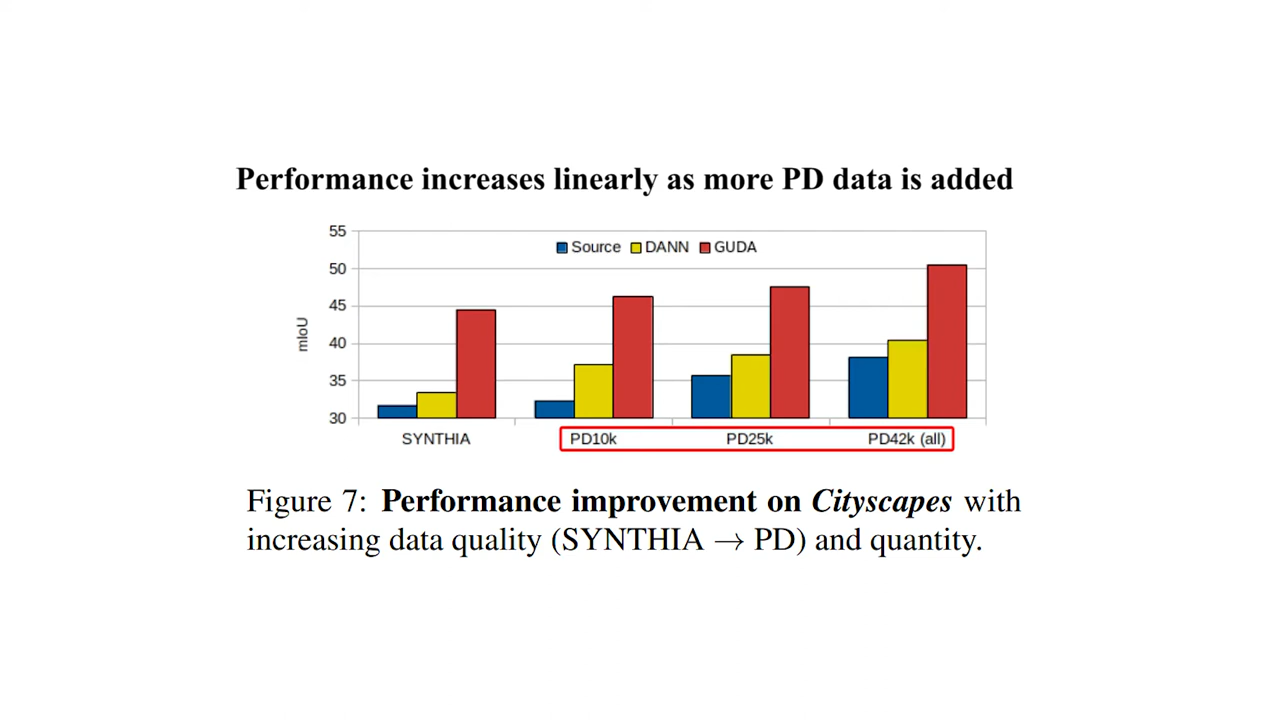 Performance increases linearly as more PD data is added
55
Source DANN GUDA
50
45
mIoU
40
35
30
SYNTHIA PD10k PD25k PD42k (all)
Figure 7: Performance improvement on Cityscapes with
increasing data quality (SYNTHIA → PD) and quantity.